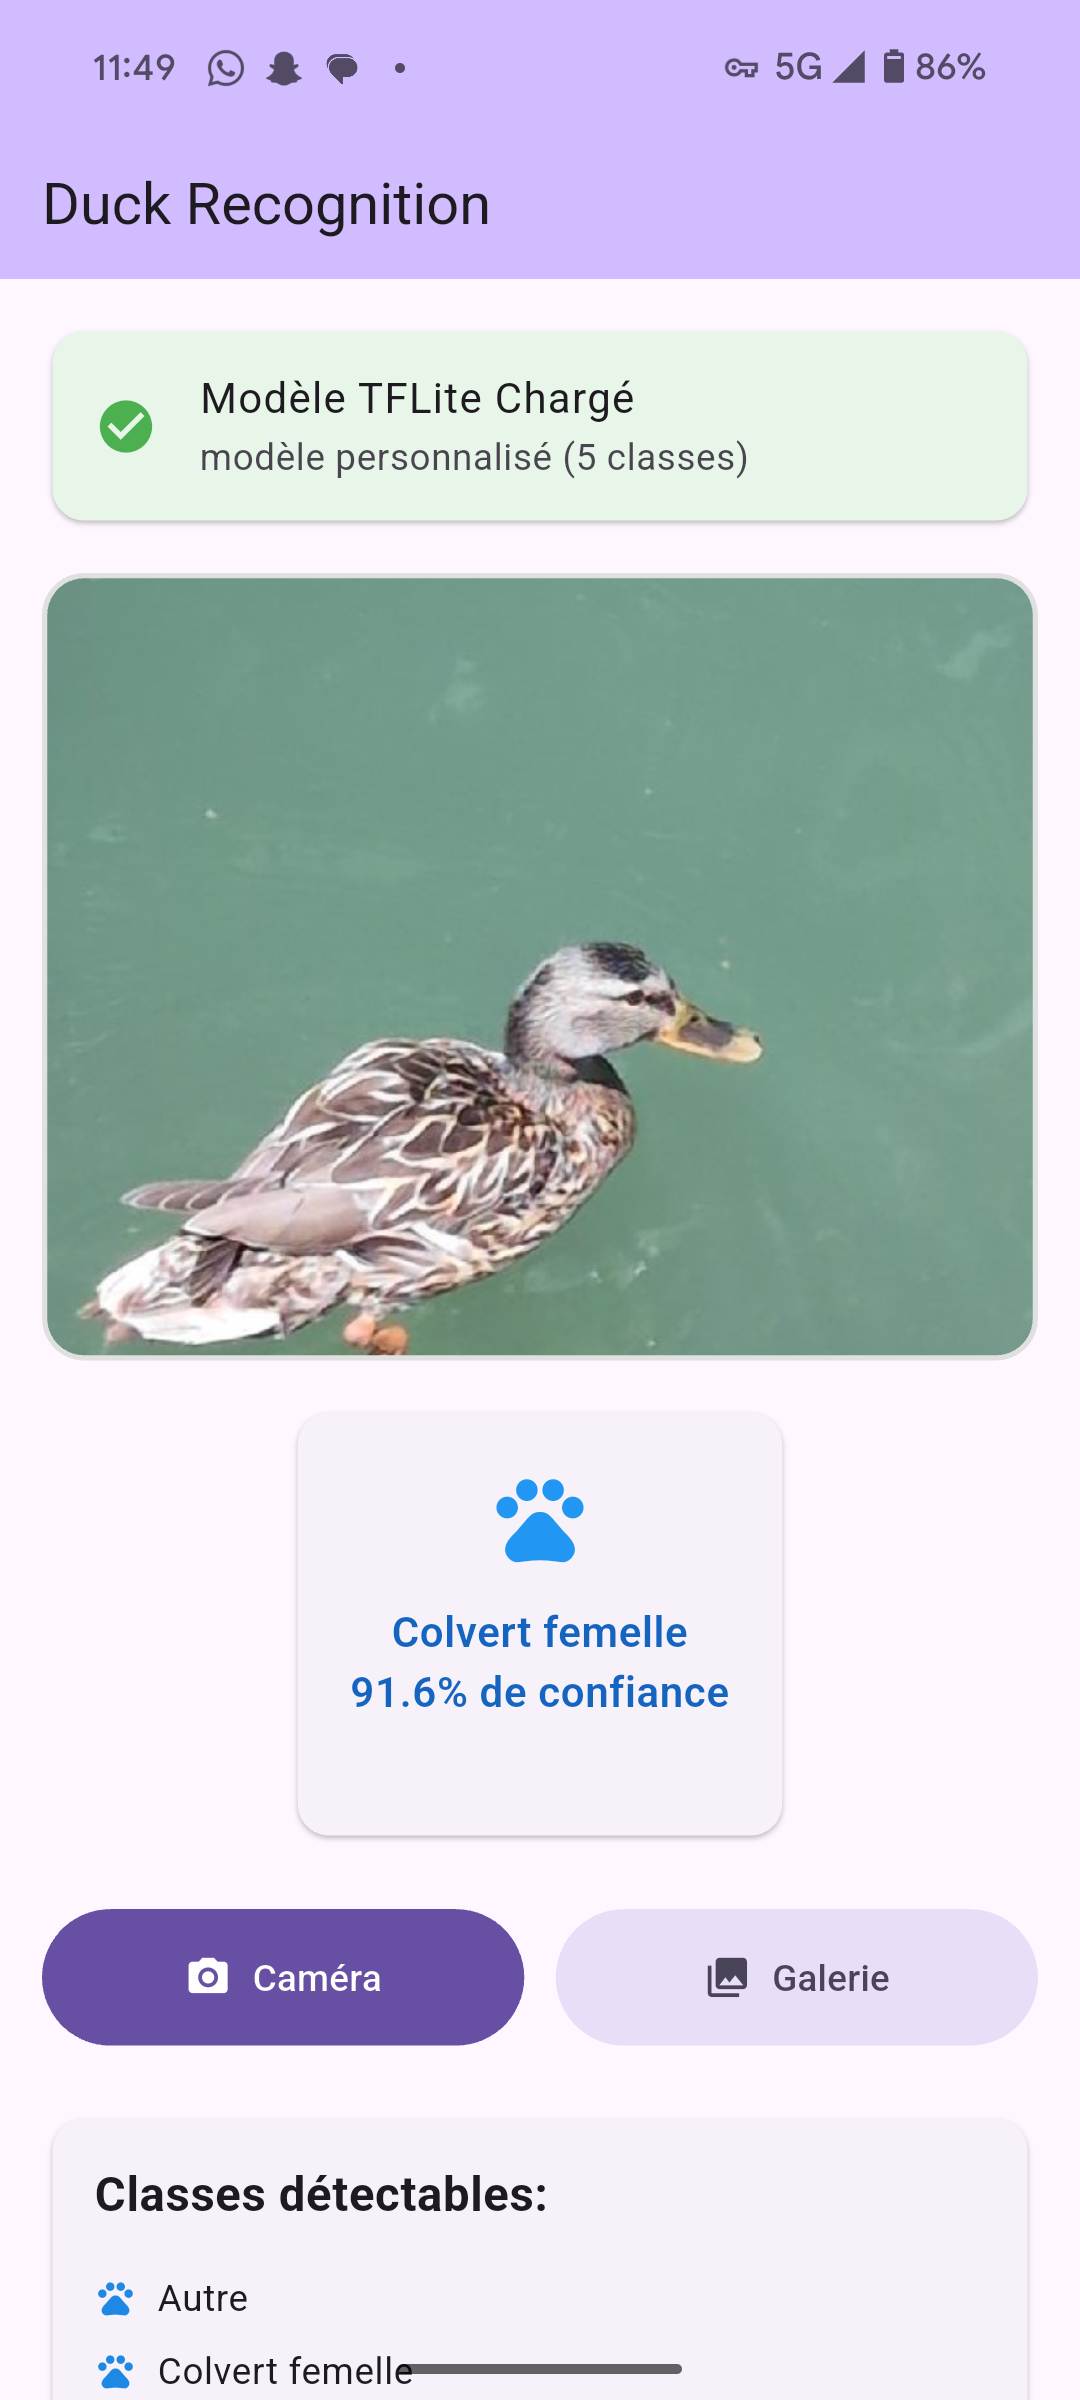 11:49 5G 86%
Duck Recognition
Modèle TFLite Chargé
modèle personnalisé (5 classes)
Colvert femelle
91.6% de confiance
Caméra Galerie
Classes détectables:
Autre
Colvert femelle